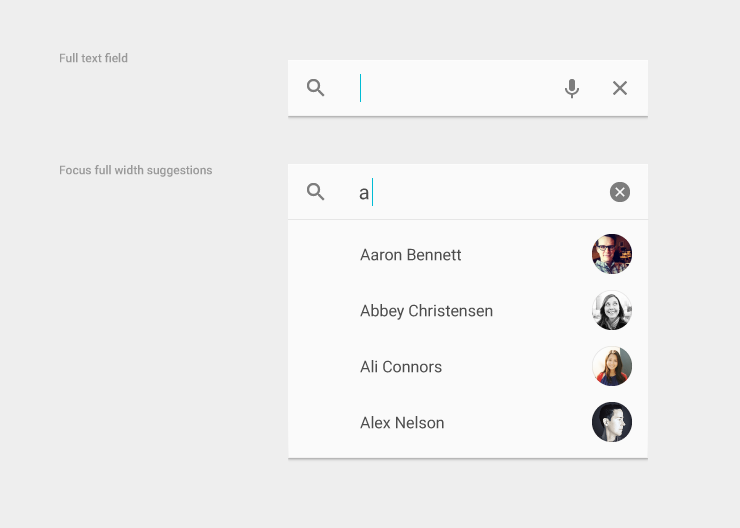 Full text field
Focus full width suggestions
a
Aaron Bennett
Abbey Christensen
Ali Connors
Alex Nelson